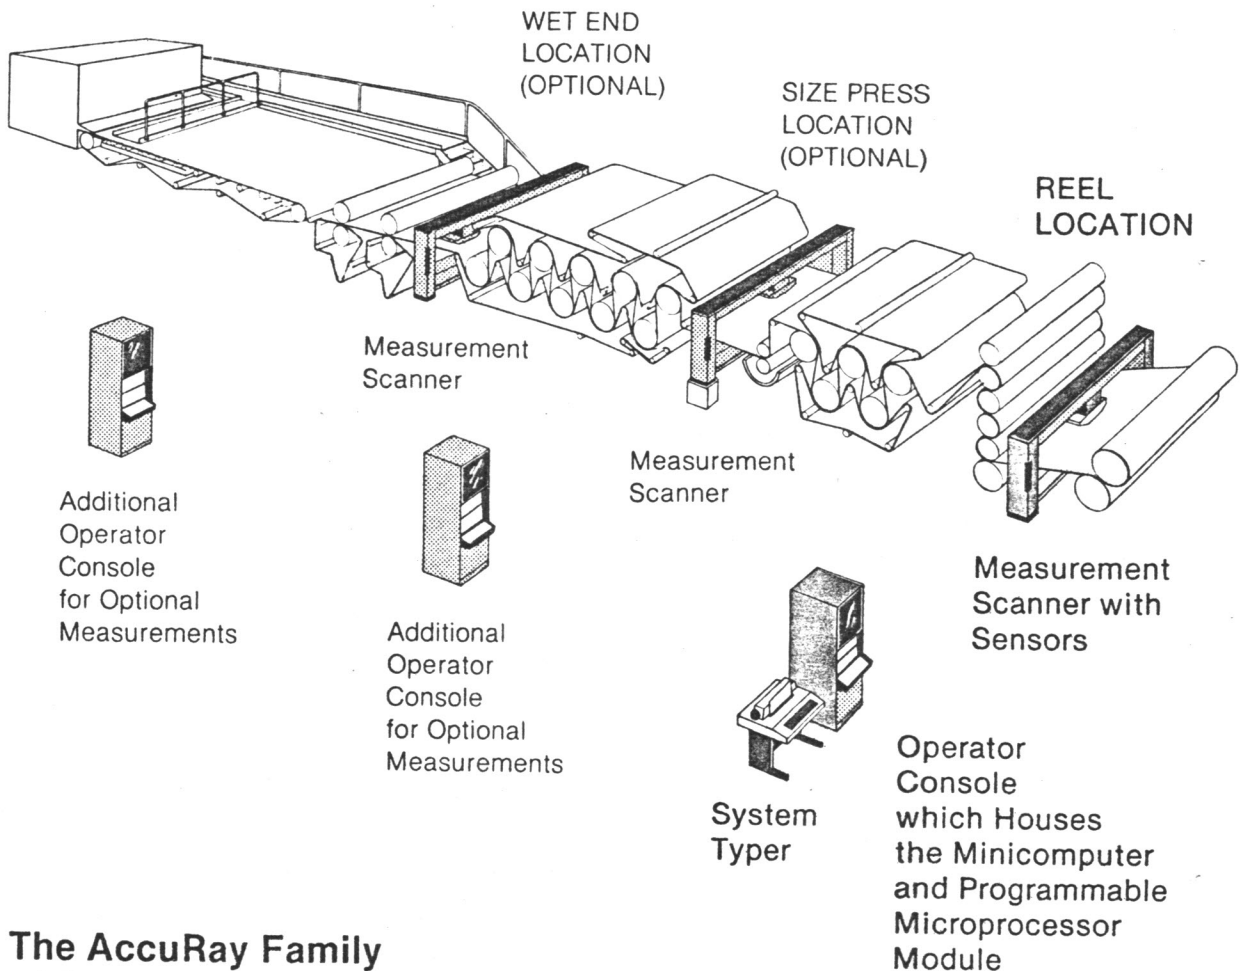 WET END
LOCATION
(OPTIONAL)
SIZE PRESS
LOCATION
(OPTIONAL)
REEL
LOCATION
Measurement
Scanner
Measurement
Scanner
Measurement
Scanner with
Sensors
Additional
Operator
Console
for Optional
Measurements
Additional
Operator
Console
for Optional
Measurements
System
Typer
Operator
Console
which Houses
the Minicomputer
and Programmable
Microprocessor
Module
The AccuRay Family